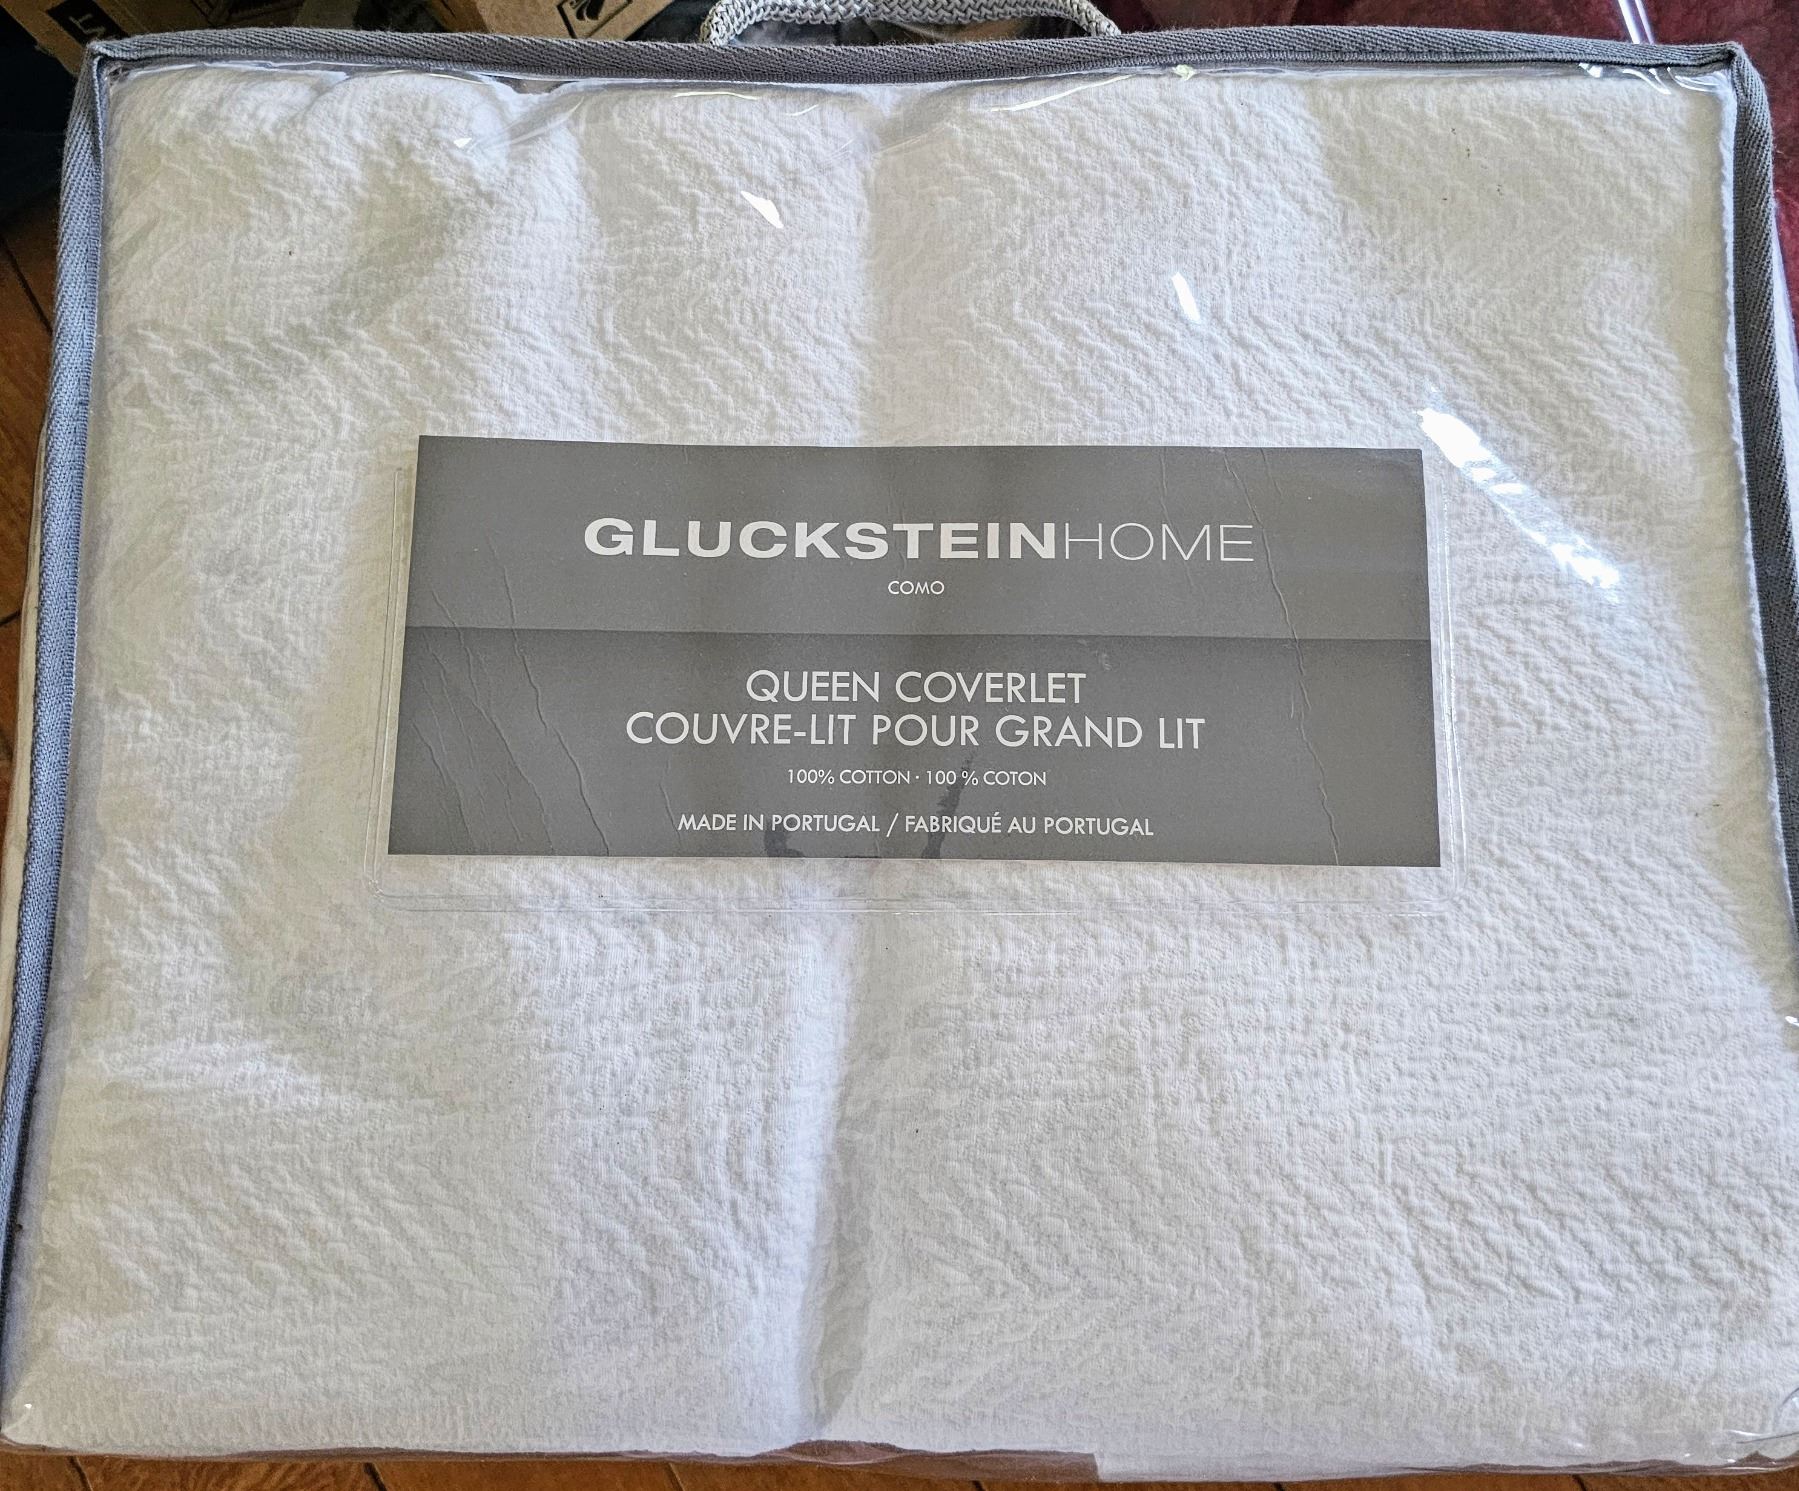 GLUCKSTEINHOME
COMO
QUEEN COVERLET
COUVRE-LIT POUR GRAND LIT
100% COTTON · 100 % COTON
MADE IN PORTUGAL / FABRIQUÉ AU PORTUGAL